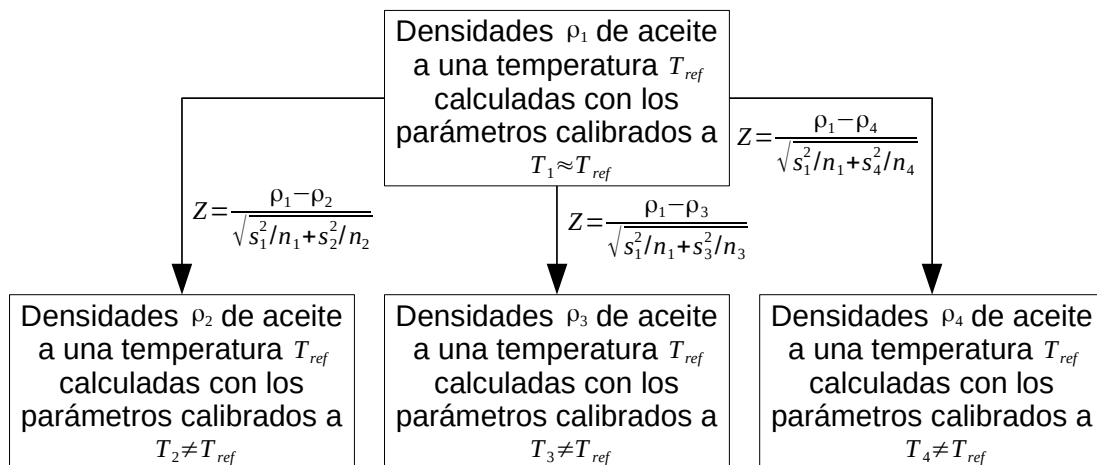 Densidades ρ₁ de aceite
a una temperatura T_ref
calculadas con los
parámetros calibrados a
T₁≈T_ref
Z=(ρ₁−ρ₂)/√(s₁²/n₁+s₂²/n₂)
Z=(ρ₁−ρ₃)/√(s₁²/n₁+s₃²/n₃)
Z=(ρ₁−ρ₄)/√(s₁²/n₁+s₄²/n₄)
Densidades ρ₂ de aceite
a una temperatura T_ref
calculadas con los
parámetros calibrados a
T₂≠T_ref
Densidades ρ₃ de aceite
a una temperatura T_ref
calculadas con los
parámetros calibrados a
T₃≠T_ref
Densidades ρ₄ de aceite
a una temperatura T_ref
calculadas con los
parámetros calibrados a
T₄≠T_ref